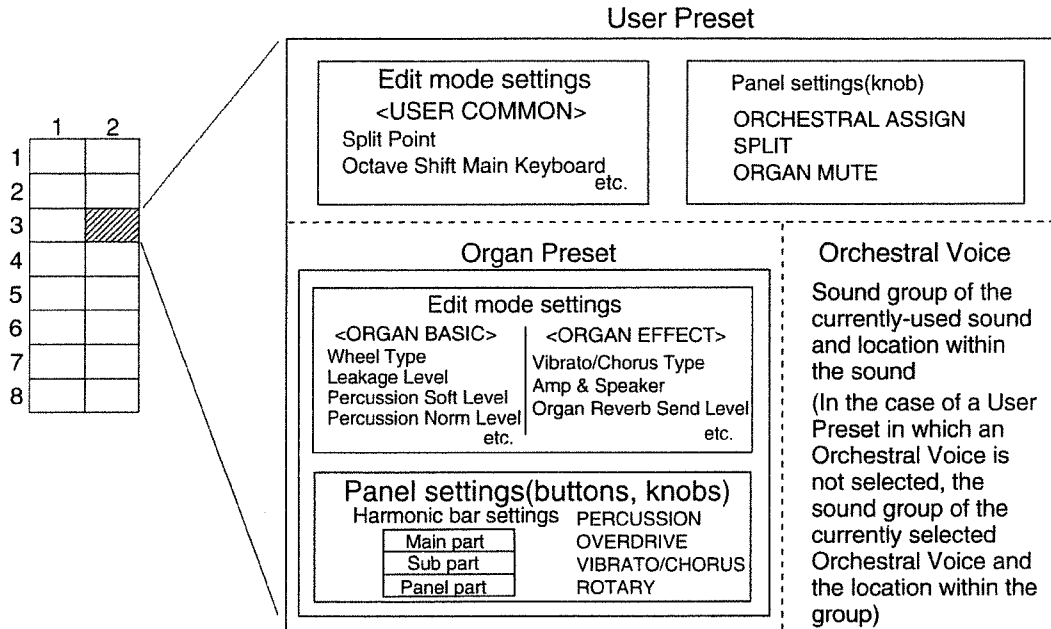 User Preset
Edit mode settings
<USER COMMON>
Split Point
Octave Shift Main Keyboard
etc.
Panel settings(knob)
ORCHESTRAL ASSIGN
SPLIT
ORGAN MUTE
1 2
1
2
3
4
5
6
7
8
Organ Preset
Edit mode settings
<ORGAN BASIC>
Wheel Type
Leakage Level
Percussion Soft Level
Percussion Norm Level
etc.
<ORGAN EFFECT>
Vibrato/Chorus Type
Amp & Speaker
Organ Reverb Send Level
etc.
Panel settings(buttons, knobs)
Harmonic bar settings
Main part
Sub part
Panel part
PERCUSSION
OVERDRIVE
VIBRATO/CHORUS
ROTARY
Orchestral Voice
Sound group of the
currently-used sound
and location within
the sound
(In the case of a User
Preset in which an
Orchestral Voice is
not selected, the
sound group of the
currently selected
Orchestral Voice and
the location within the
group)